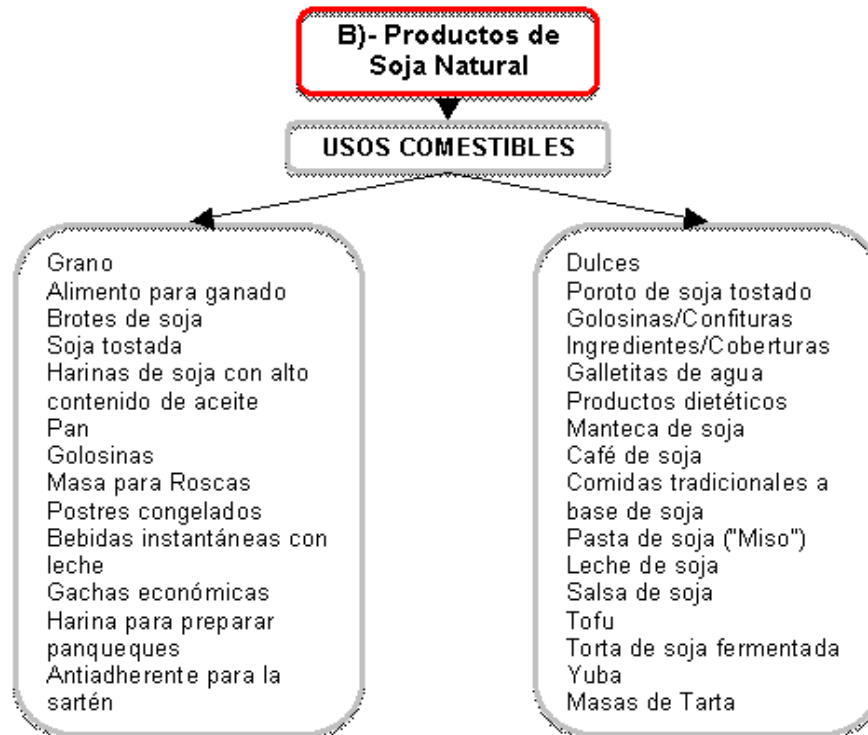 B)- Productos de
Soja Natural
USOS COMESTIBLES
Grano
Alimento para ganado
Brotes de soja
Soja tostada
Harinas de soja con alto
contenido de aceite
Pan
Golosinas
Masa para Roscas
Postres congelados
Bebidas instantáneas con
leche
Gachas económicas
Harina para preparar
panqueques
Antiadherente para la
sartén
Dulces
Poroto de soja tostado
Golosinas/Confituras
Ingredientes/Coberturas
Galletitas de agua
Productos dietéticos
Manteca de soja
Café de soja
Comidas tradicionales a
base de soja
Pasta de soja ("Miso")
Leche de soja
Salsa de soja
Tofu
Torta de soja fermentada
Yuba
Masas de Tarta